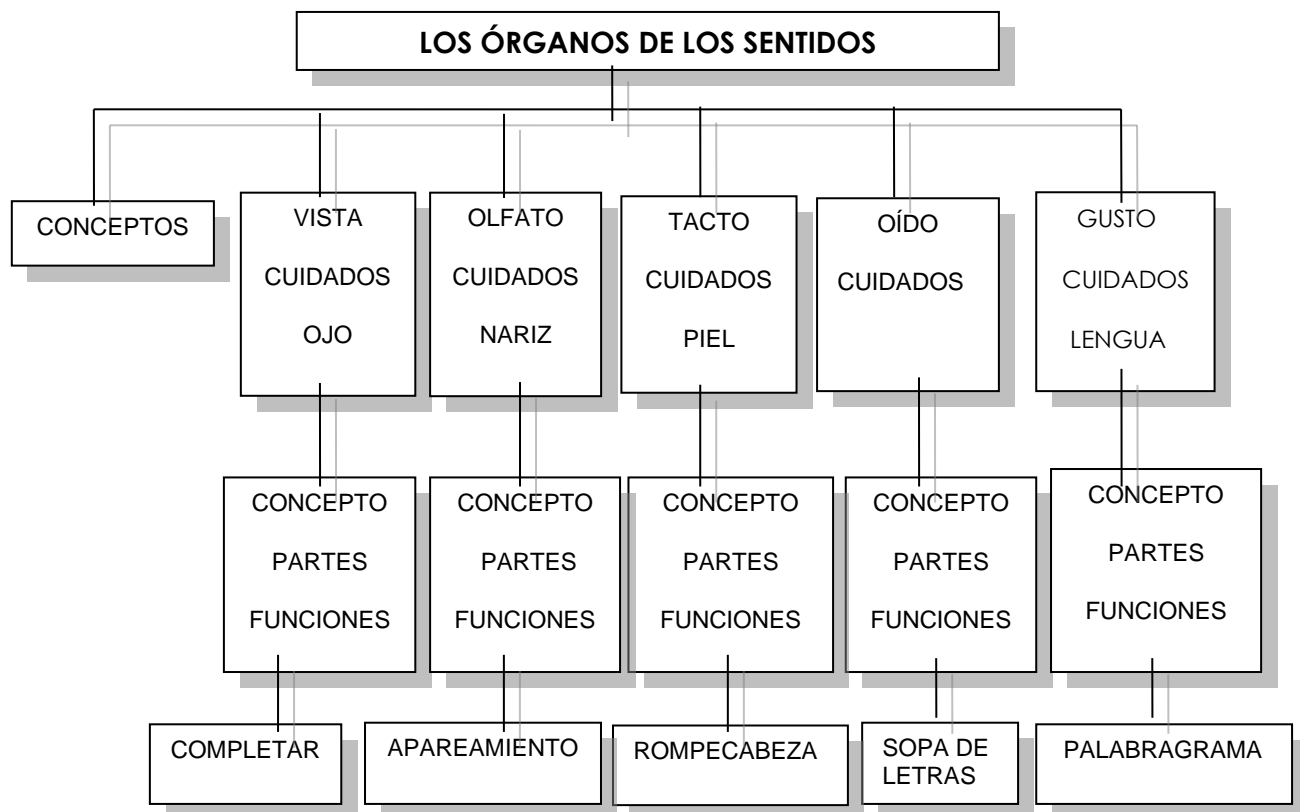 LOS ÓRGANOS DE LOS SENTIDOS
CONCEPTOS
VISTA
CUIDADOS
OJO
OLFATO
CUIDADOS
NARIZ
TACTO
CUIDADOS
PIEL
OÍDO
CUIDADOS
GUSTO
CUIDADOS
LENGUA
CONCEPTO
PARTES
FUNCIONES
CONCEPTO
PARTES
FUNCIONES
CONCEPTO
PARTES
FUNCIONES
CONCEPTO
PARTES
FUNCIONES
CONCEPTO
PARTES
FUNCIONES
COMPLETAR
APAREAMIENTO
ROMPECABEZA
SOPA DE
LETRAS
PALABRAGRAMA